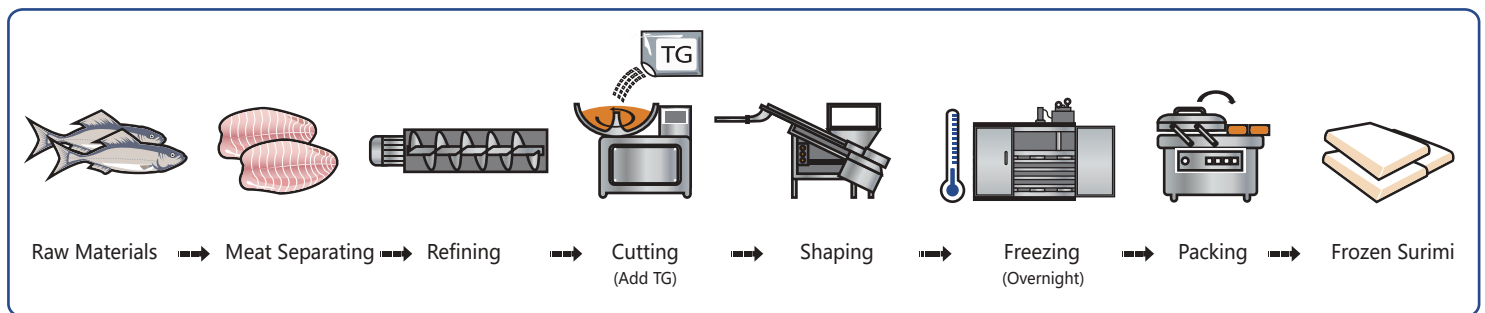 TG
Raw Materials
Meat Separating
Refining
Cutting
(Add TG)
Shaping
Freezing
(Overnight)
Packing
Frozen Surimi